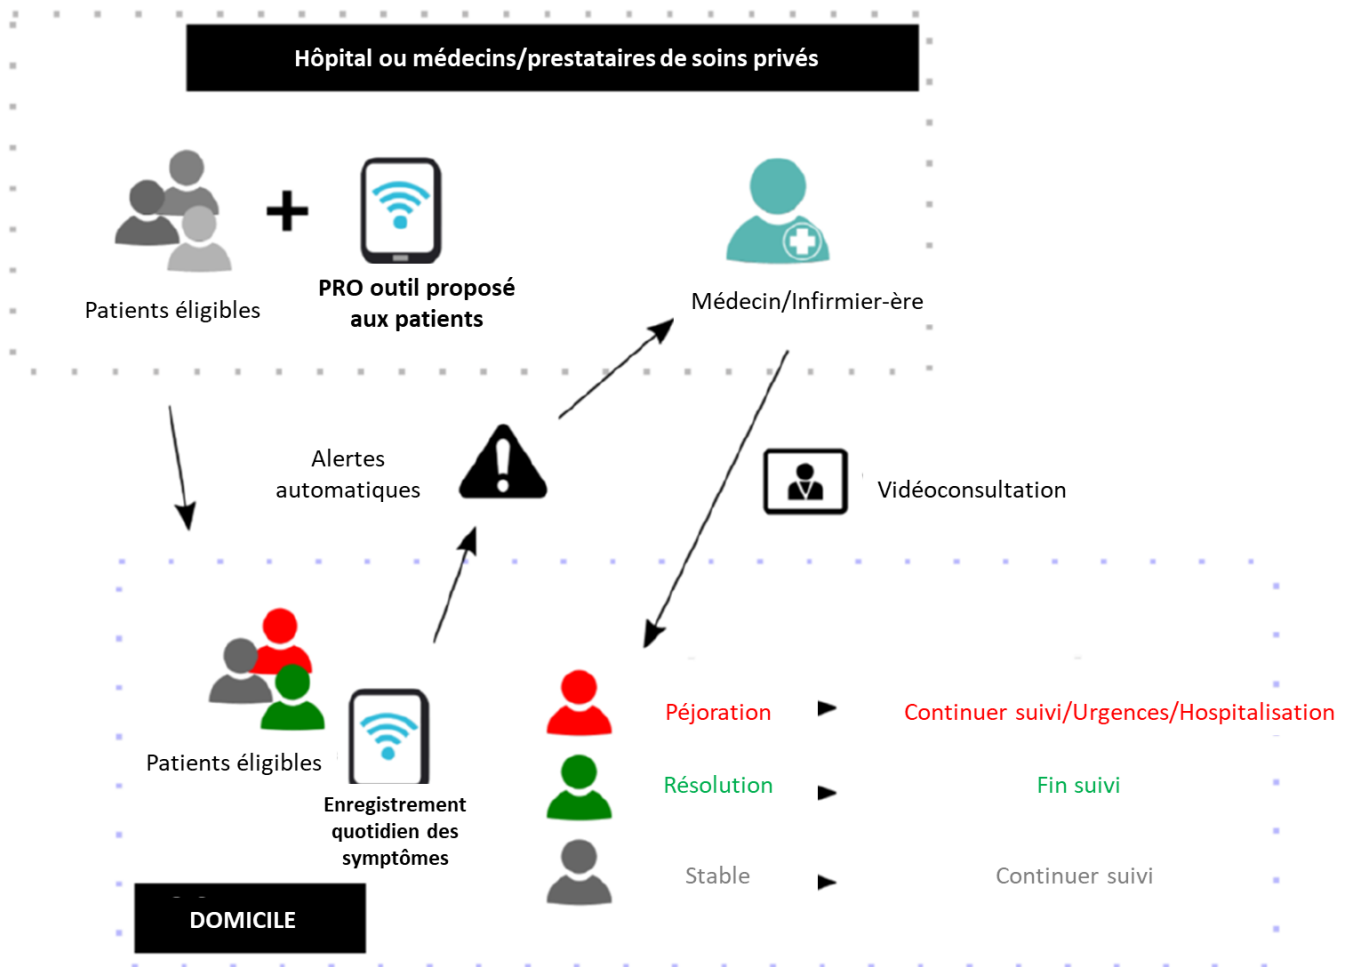 Hôpital ou médecins/prestataires de soins privés
Patients éligibles
PRO outil proposé
aux patients
Médecin/Infirmier-ère
Alertes
automatiques
Vidéoconsultation
Patients éligibles
Enregistrement
quotidien des
symptômes
Péjoration
Continuer suivi/Urgences/Hospitalisation
Résolution
Fin suivi
Stable
Continuer suivi
DOMICILE